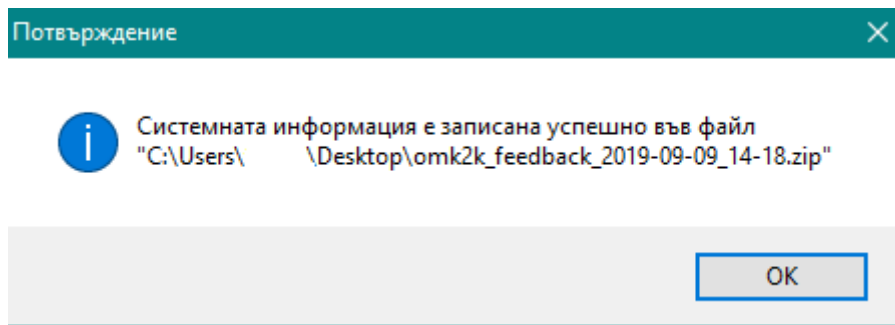 Потвърждение
Системната информация е записана успешно във файл
"C:\Users\ \Desktop\omk2k_feedback_2019-09-09_14-18.zip"
OK